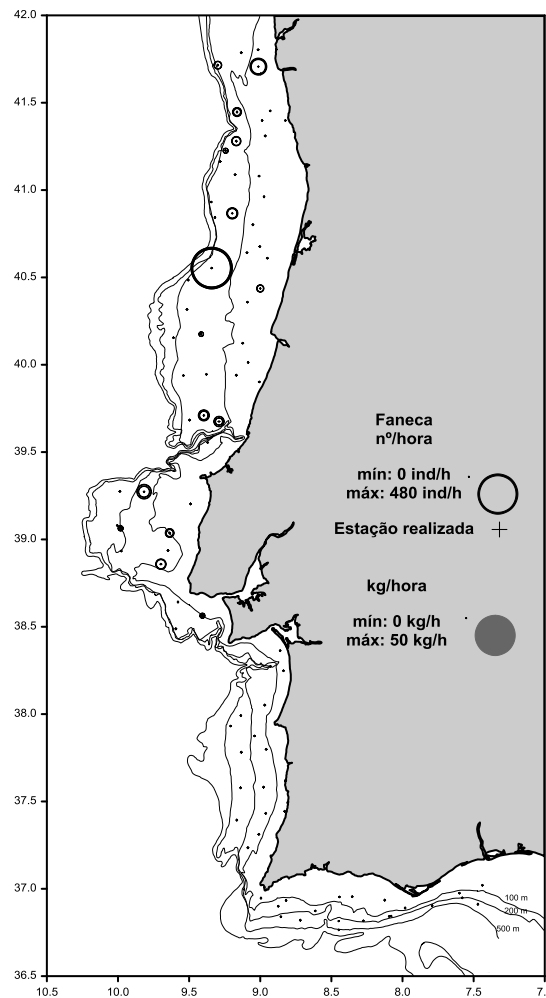 42.0
41.5
41.0
40.5
40.0
39.5
39.0
38.5
38.0
37.5
37.0
36.5
Faneca
nº/hora
mín: 0 ind/h
máx: 480 ind/h
Estação realizada
kg/hora
mín: 0 kg/h
máx: 50 kg/h
100 m
200 m
500 m
10.5 10.0 9.5 9.0 8.5 8.0 7.5 7.